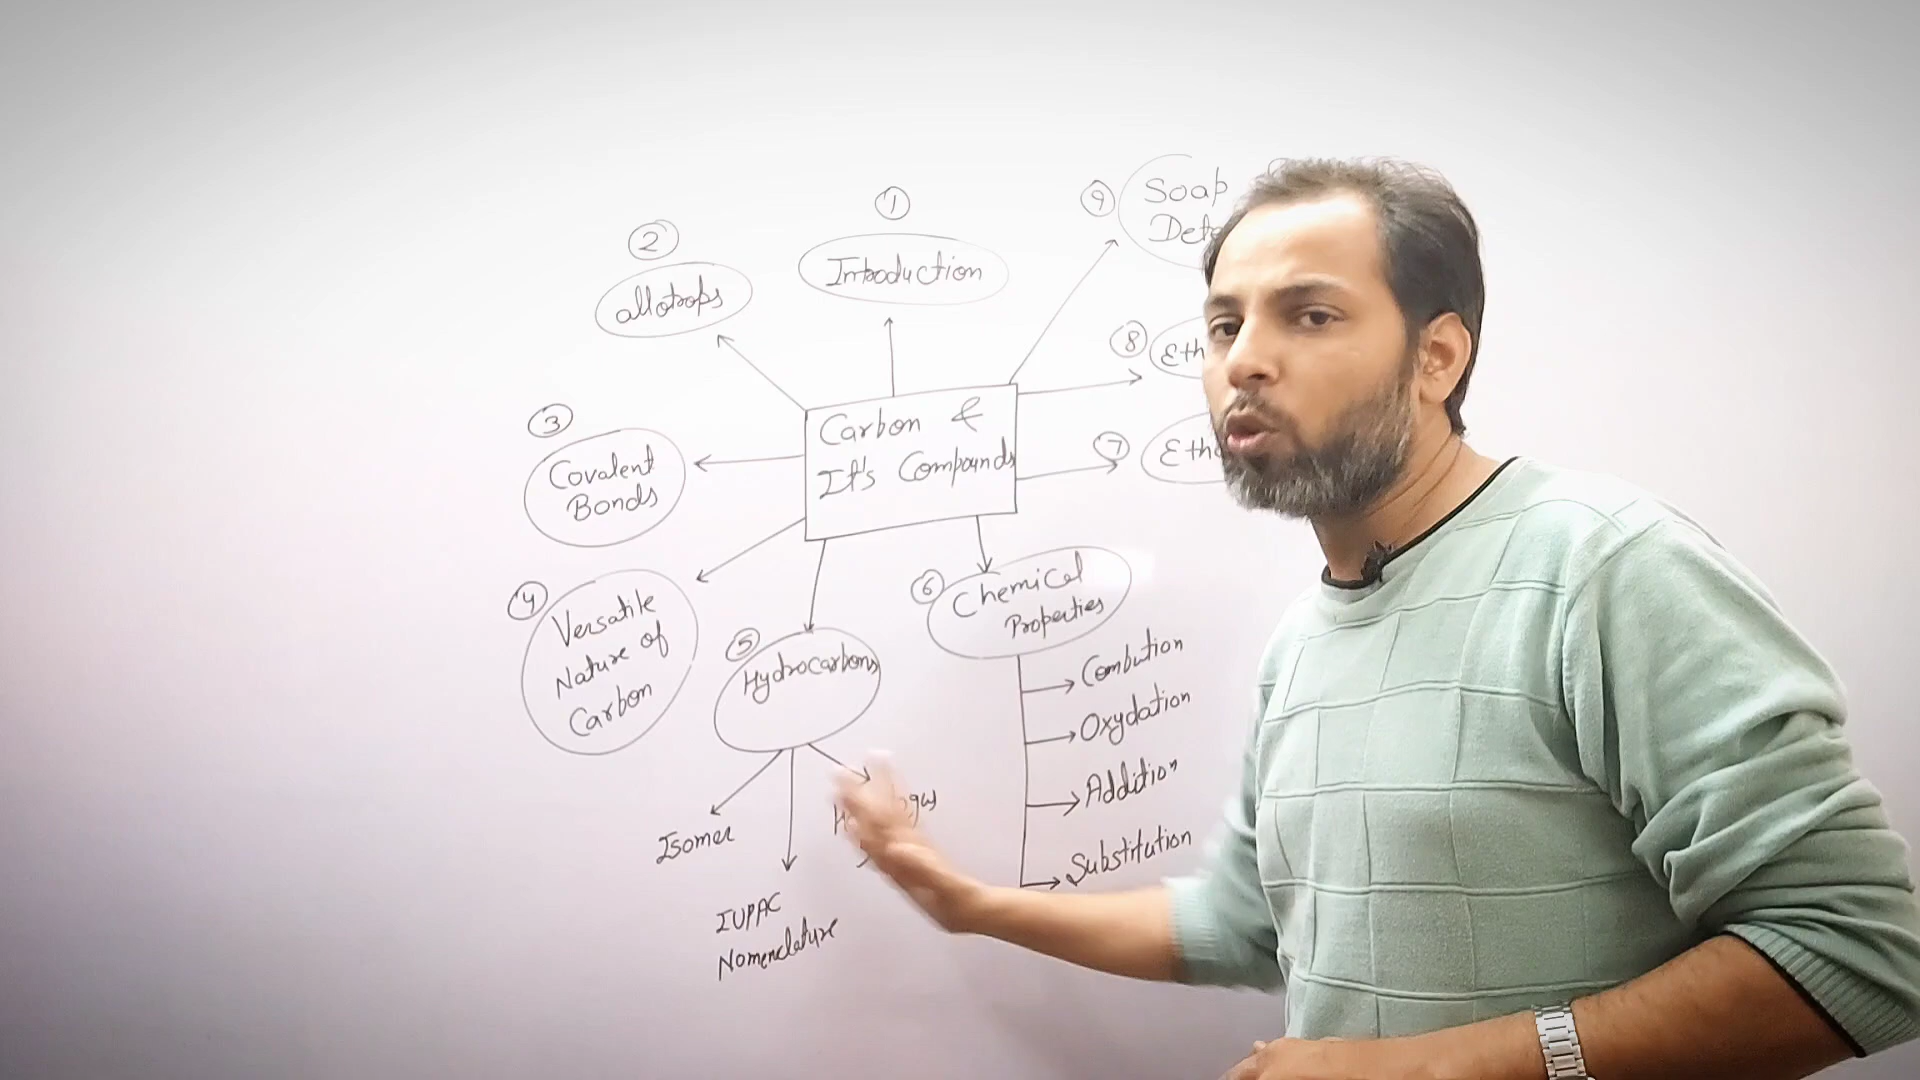 1
Introduction
2
allotrops
3
Covalent
Bonds
4
Versatile
Nature of
Carbon
Carbon &
It's Compounds
5
Hydrocarbons
Isomer
IUPAC
Nomenclature
6
Chemical
Properties
Combution
Oxydation
Addition
Substitution
7
8
9
Soap